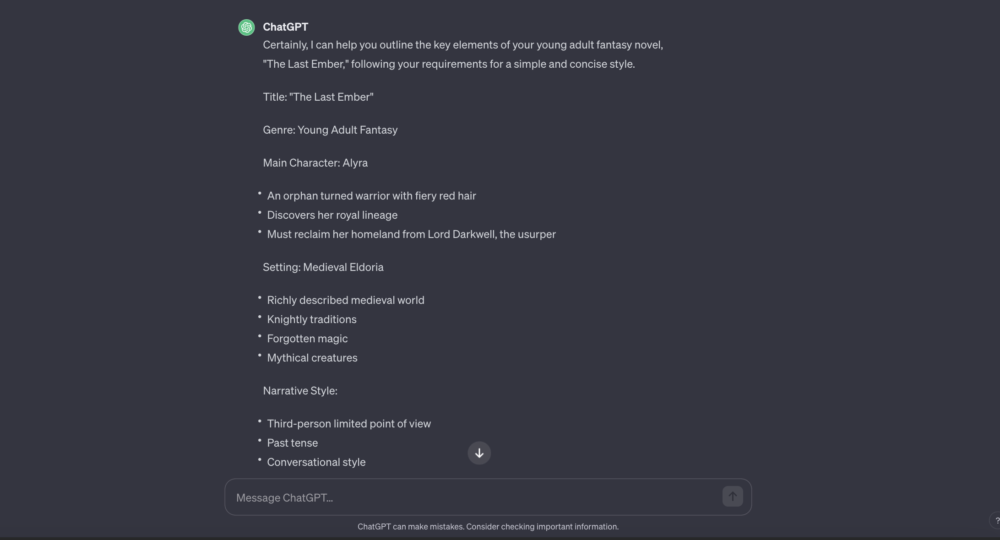 ChatGPT
Certainly, I can help you outline the key elements of your young adult fantasy novel,
"The Last Ember," following your requirements for a simple and concise style.
Title: "The Last Ember"
Genre: Young Adult Fantasy
Main Character: Alyra
• An orphan turned warrior with fiery red hair
• Discovers her royal lineage
• Must reclaim her homeland from Lord Darkwell, the usurper
Setting: Medieval Eldoria
• Richly described medieval world
• Knightly traditions
• Forgotten magic
• Mythical creatures
Narrative Style:
• Third-person limited point of view
• Past tense
• Conversational style
Message ChatGPT...
ChatGPT can make mistakes. Consider checking important information.
?